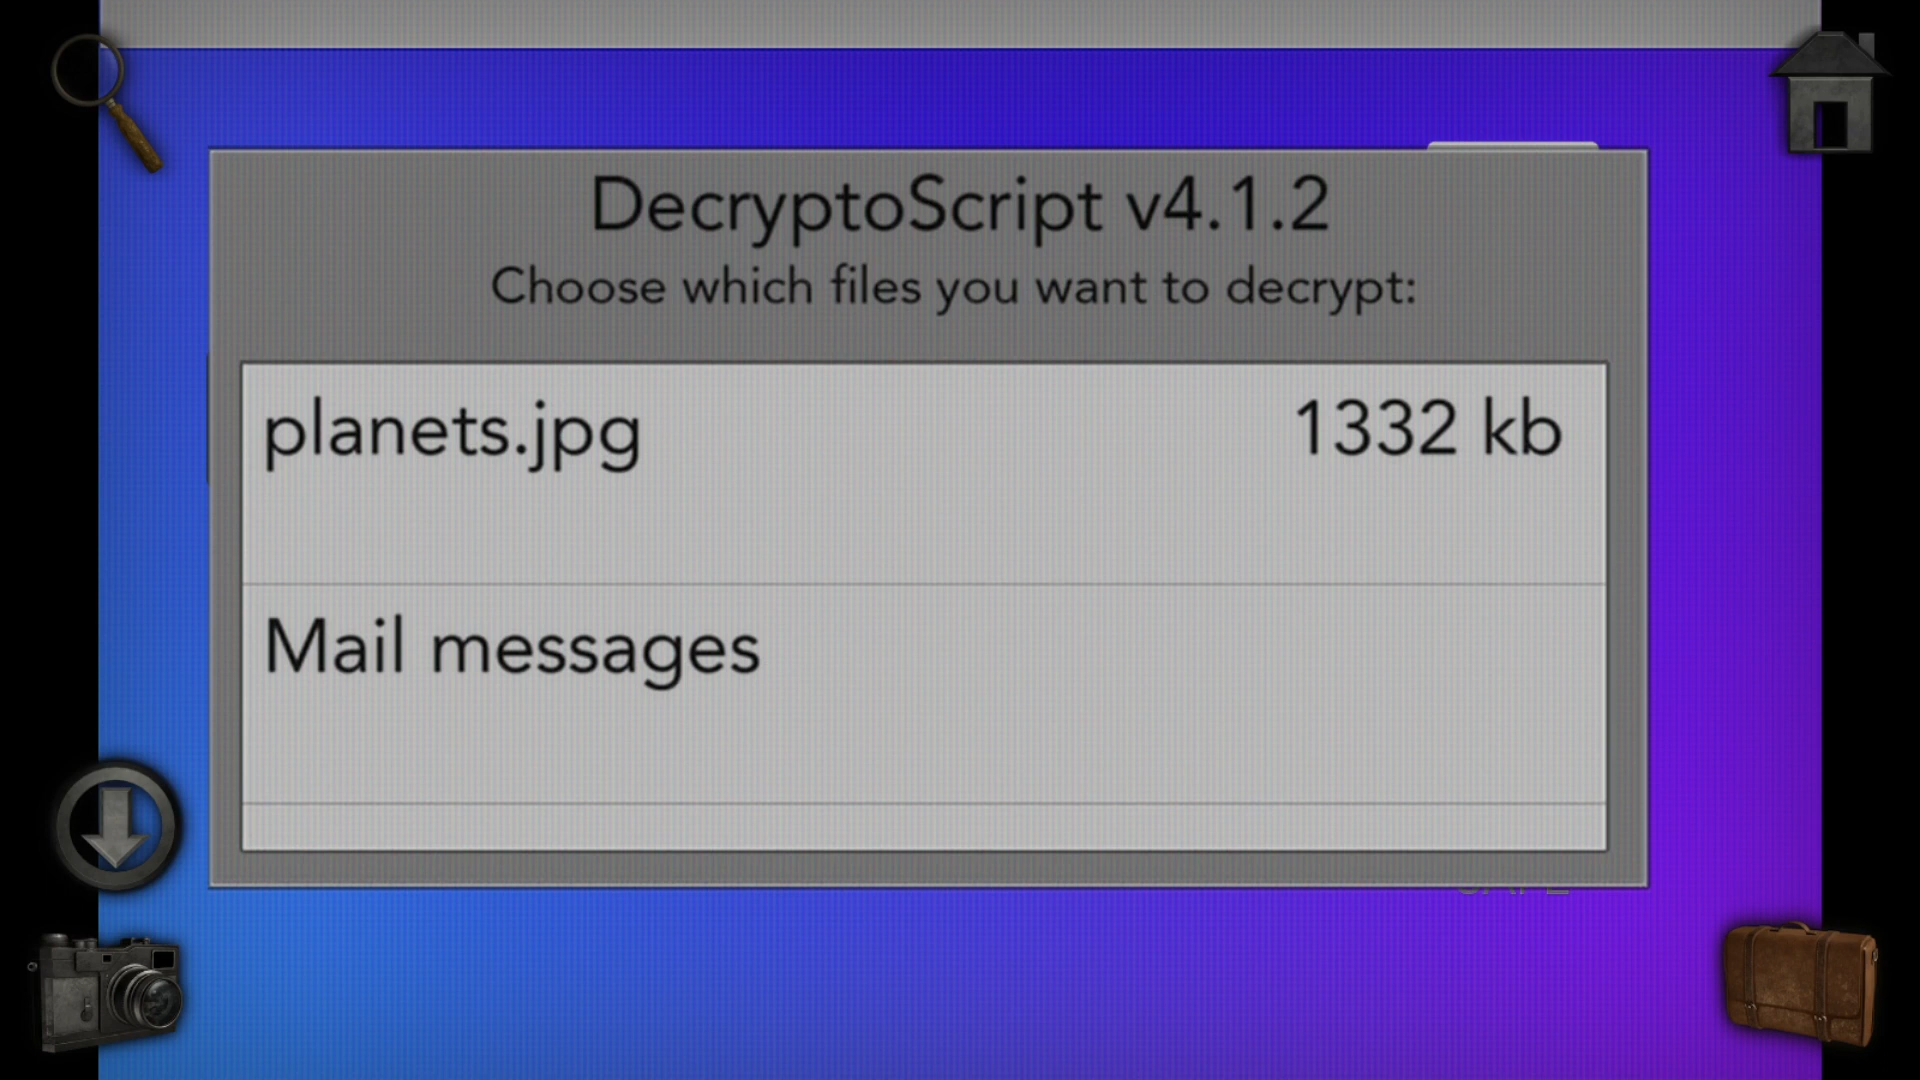 DecryptoScript v4.1.2
Choose which files you want to decrypt:
planets.jpg 1332 kb
Mail messages